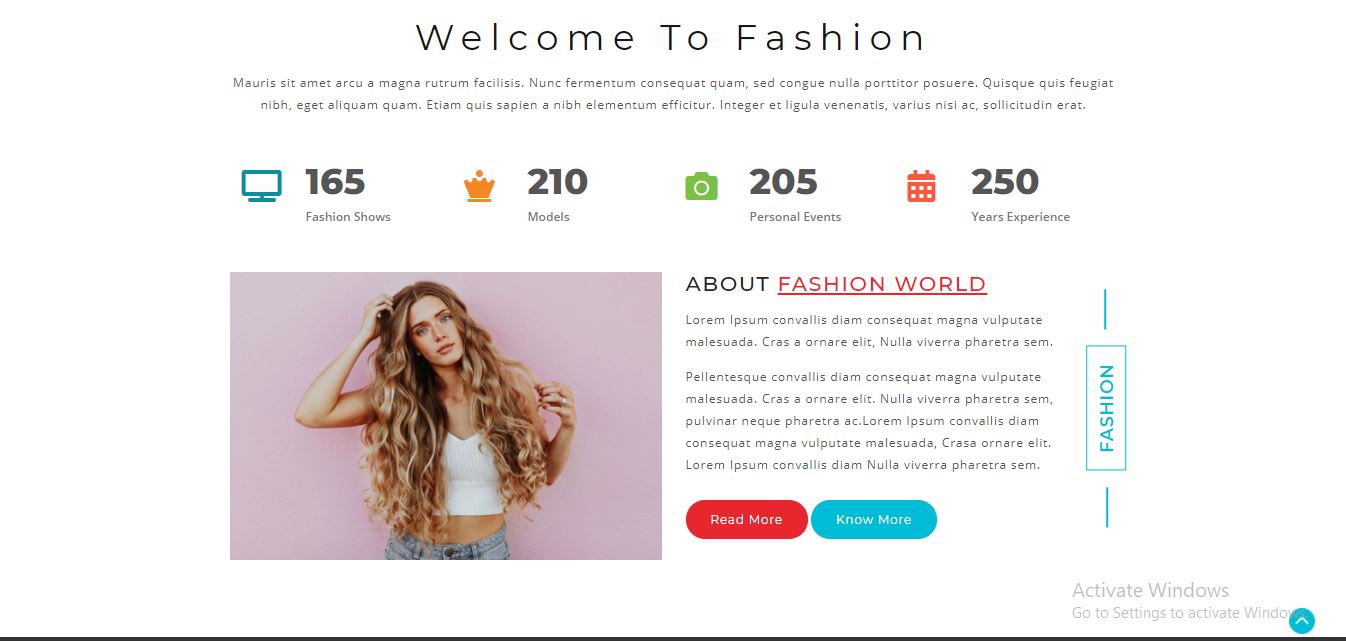 Welcome To Fashion
Mauris sit amet arcu a magna rutrum facilisis. Nunc fermentum consequat quam, sed congue nulla porttitor posuere. Quisque quis feugiat
nibh, eget aliquam quam. Etiam quis sapien a nibh elementum efficitur. Integer et ligula venenatis, varius nisi ac, sollicitudin erat.
165
Fashion Shows
210
Models
205
Personal Events
250
Years Experience
ABOUT FASHION WORLD
Lorem Ipsum convallis diam consequat magna vulputate
malesuada. Cras a ornare elit, Nulla viverra pharetra sem.
Pellentesque convallis diam consequat magna vulputate
malesuada. Cras a ornare elit. Nulla viverra pharetra sem,
pulvinar neque pharetra ac.Lorem Ipsum convallis diam
consequat magna vulputate malesuada, Crasa ornare elit.
Lorem Ipsum convallis diam Nulla viverra pharetra sem.
Read More
Know More
FASHION
Activate Windows
Go to Settings to activate Windows.